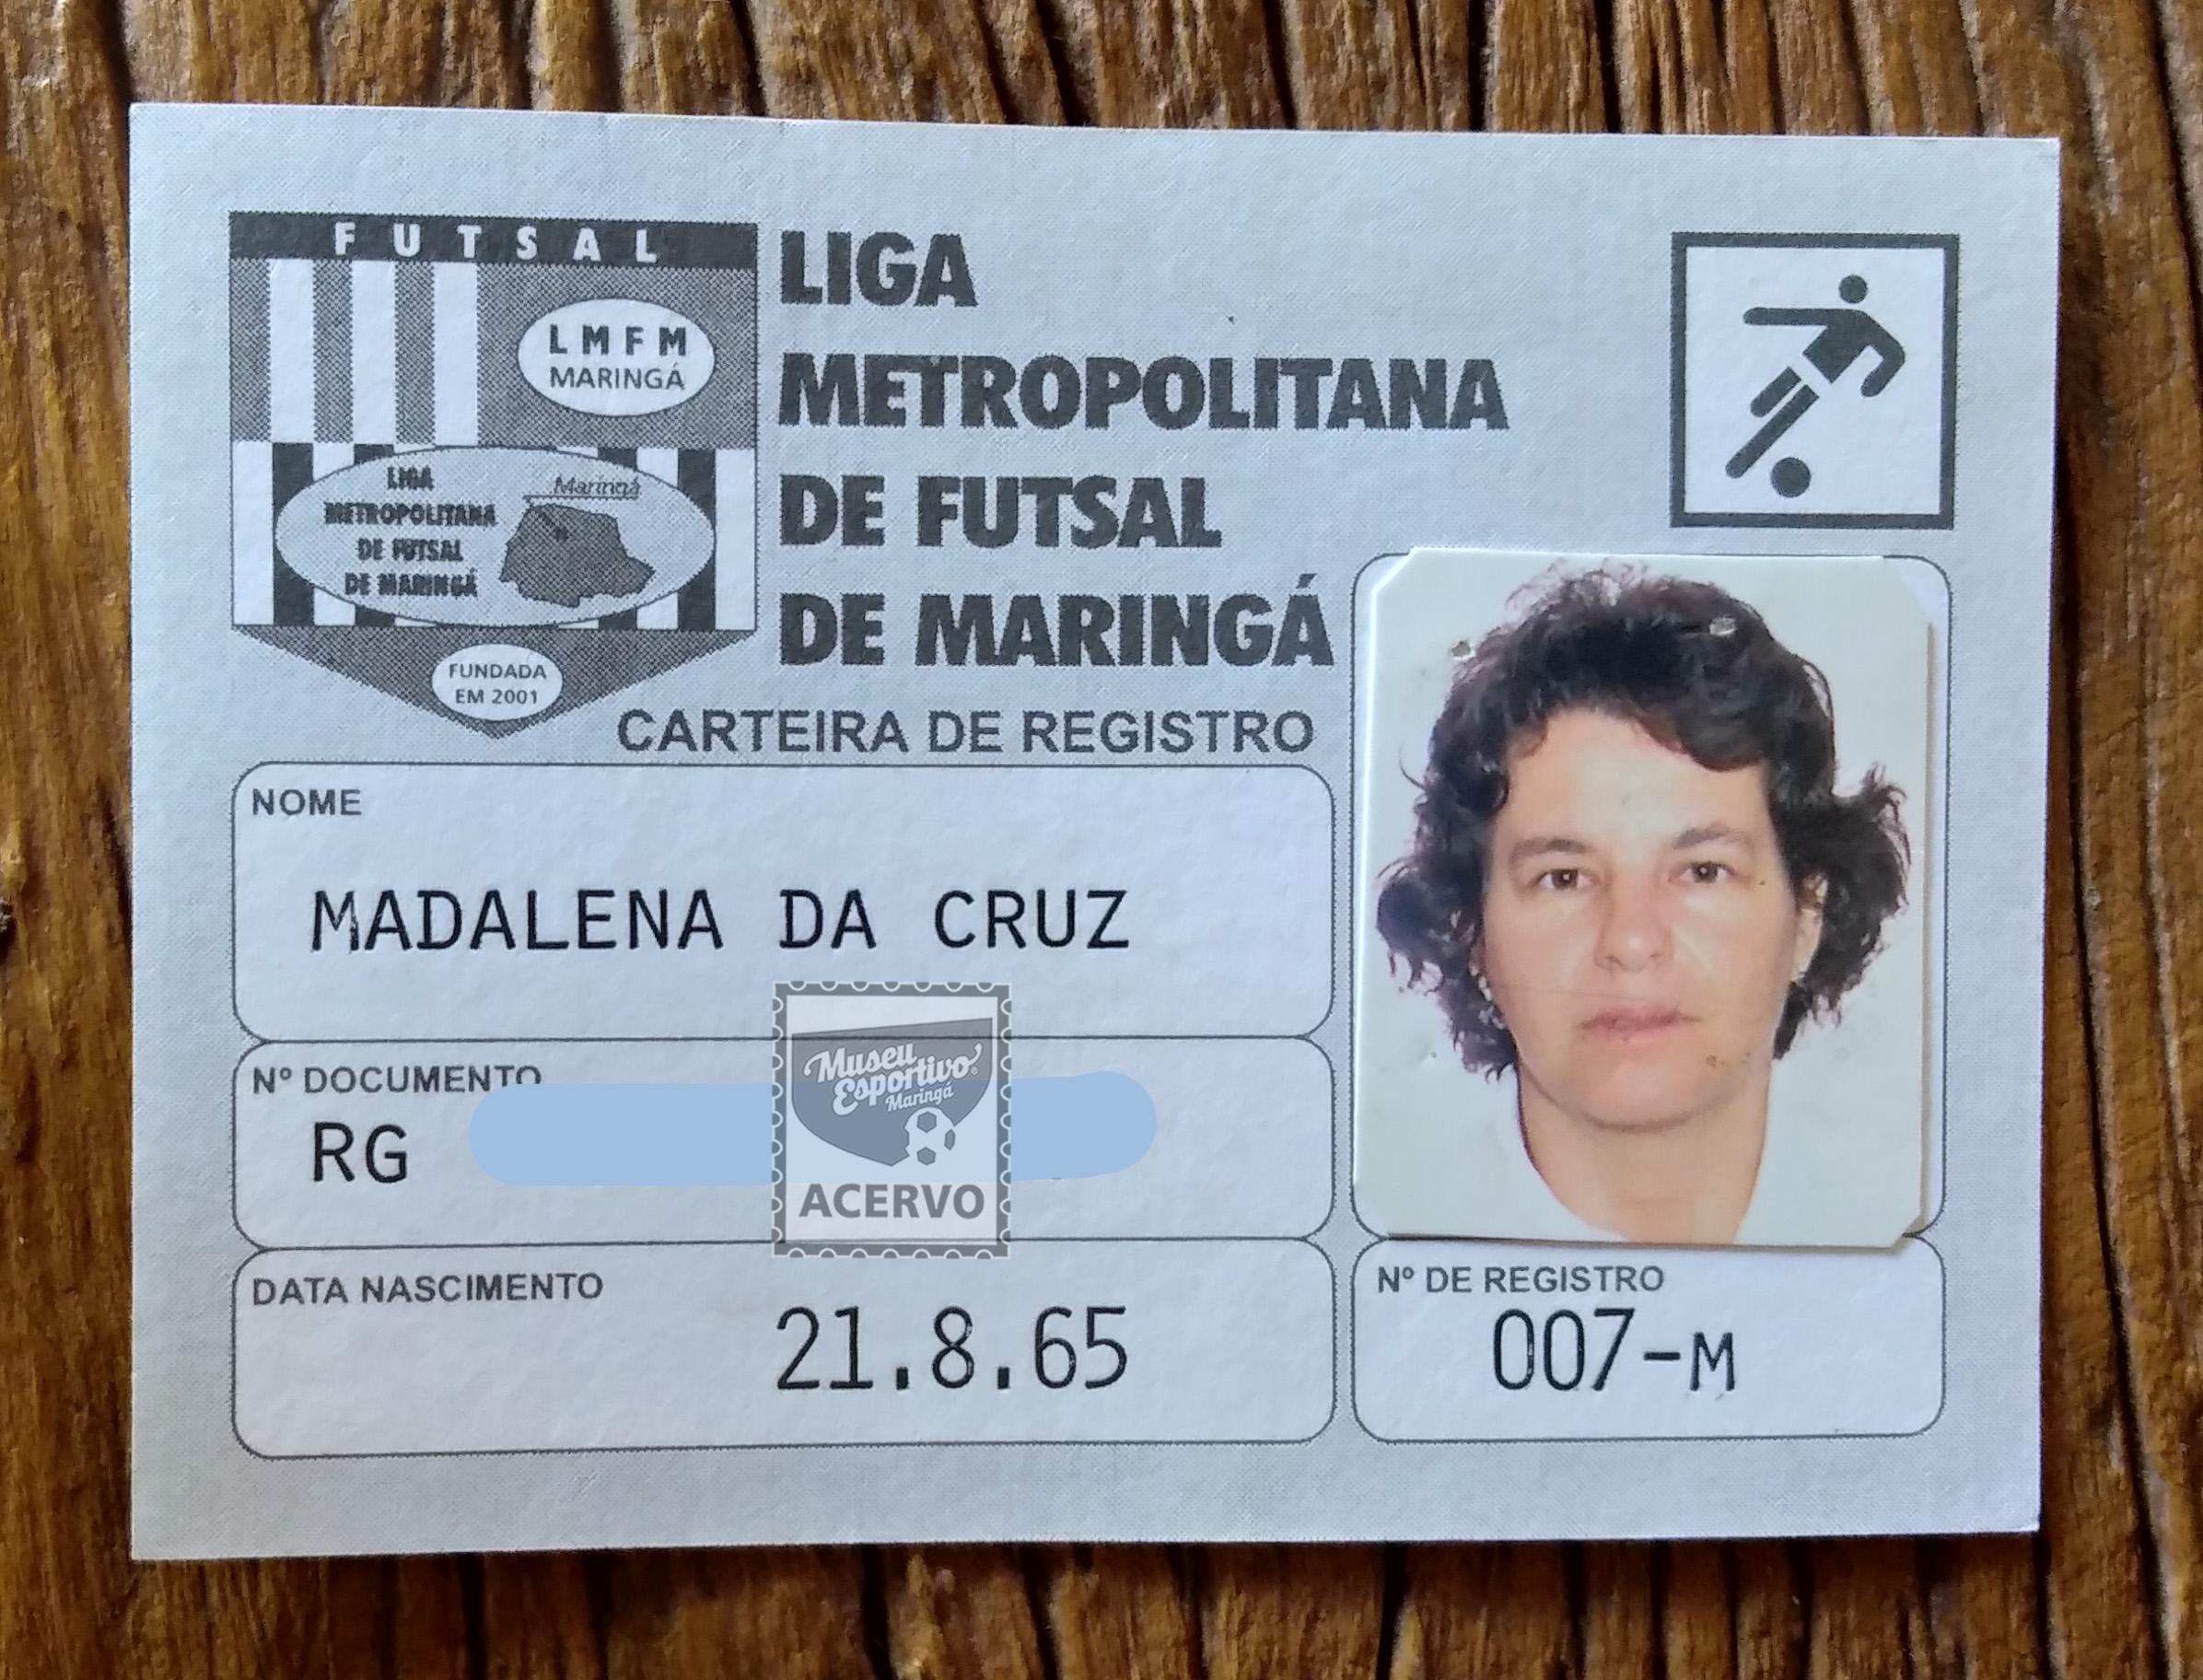 FUTSAL
LMFM
MARINGÁ
LIGA
METROPOLITANA
DE FUTSAL
DE MARINGÁ
Maringá
FUNDADA
EM 2001
LIGA
METROPOLITANA
DE FUTSAL
DE MARINGÁ
CARTEIRA DE REGISTRO
NOME
MADALENA DA CRUZ
Nº DOCUMENTO
RG
Museu
Esportivo
Maringá
ACERVO
DATA NASCIMENTO
21.8.65
Nº DE REGISTRO
007-M